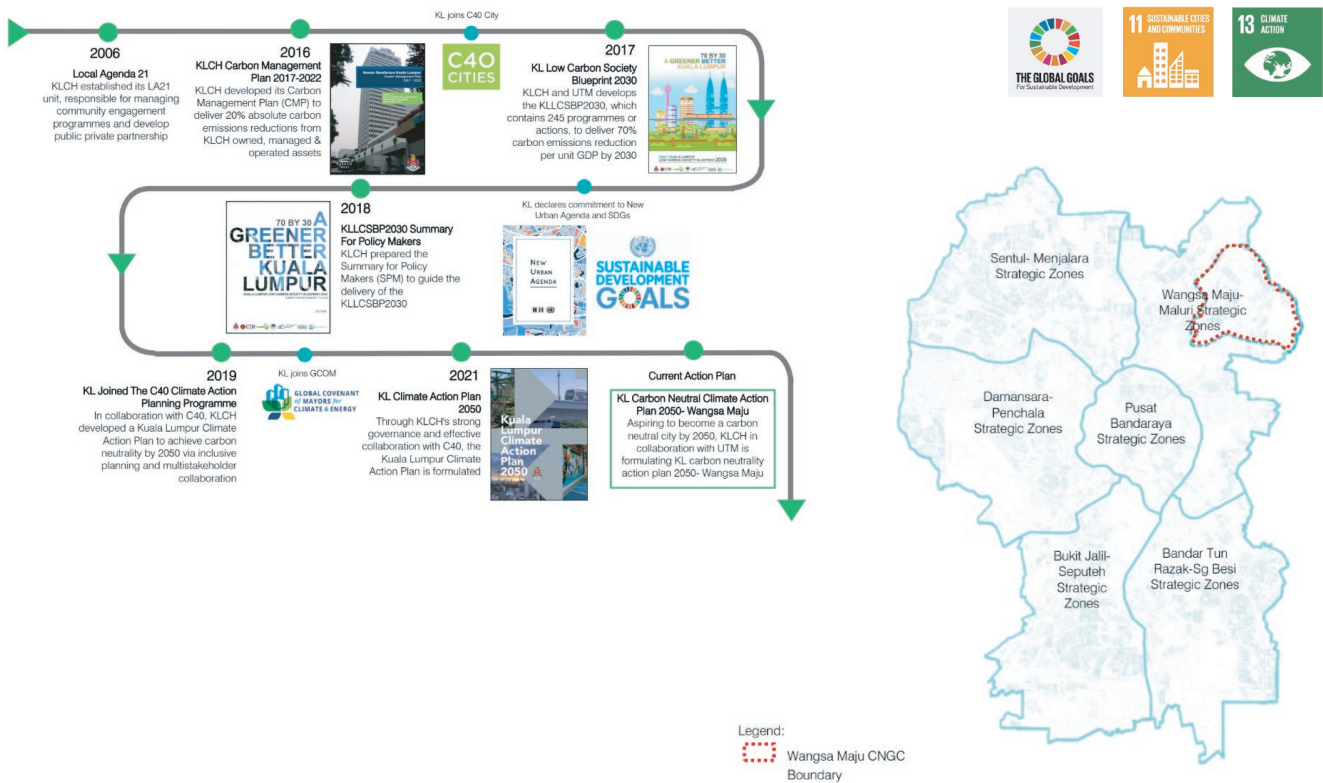 KL joins C40 City
2006
Local Agenda 21
KLCH established its LA21
unit, responsible for managing
community engagement
programmes and develop
public private partnership
2016
KLCH Carbon Management
Plan 2017-2022
KLCH developed its Carbon
Management Plan (CMP) to
deliver 20% absolute carbon
emissions reductions from
KLCH owned, managed &
operated assets
C40
CITIES
2017
KL Low Carbon Society
Blueprint 2030
KLCH and UTM develops
the KLLCSBP2030, which
contains 245 programmes or
actions, to deliver 70%
carbon emissions reduction
per unit GDP by 2030
70 BY 30
A GREENER BETTER
KUALA LUMPUR
THE GLOBAL GOALS
For Sustainable Development
11 SUSTAINABLE CITIES
AND COMMUNITIES
13 CLIMATE
ACTION
70 BY 30 A
GREENER
BETTER
KUALA
LUMPUR
2018
KLLCSBP2030 Summary
For Policy Makers
KLCH prepared the
Summary for Policy
Makers (SPM) to guide the
delivery of the
KLLCSBP2030
KL declares commitment to New
Urban Agenda and SDGs
NEW
URBAN
AGENDA
SUSTAINABLE
DEVELOPMENT
GOALS
2019
KL Joined The C40 Climate Action
Planning Programme
In collaboration with C40, KLCH
developed a Kuala Lumpur Climate
Action Plan to achieve carbon
neutrality by 2050 via inclusive
planning and multistakeholder
collaboration
KL joins GCOM
GLOBAL COVENANT
of MAYORS for
CLIMATE & ENERGY
2021
KL Climate Action Plan
2050
Through KLCH's strong
governance and effective
collaboration with C40, the
Kuala Lumpur Climate
Action Plan is formulated
Kuala
Lumpur
Climate
Action
Plan
2050
Current Action Plan
KL Carbon Neutral Climate Action
Plan 2050- Wangsa Maju
Aspiring to become a carbon
neutral city by 2050, KLCH in
collaboration with UTM is
formulating KL carbon neutrality
action plan 2050- Wangsa Maju
Sentul- Menjalara
Strategic Zones
Wangsa Maju-
Maluri Strategic
Zones
Damansara-
Penchala
Strategic Zones
Pusat
Bandaraya
Strategic Zones
Bukit Jalil-
Seputeh
Strategic
Zones
Bandar Tun
Razak-Sg Besi
Strategic Zones
Legend:
Wangsa Maju CNGC
Boundary